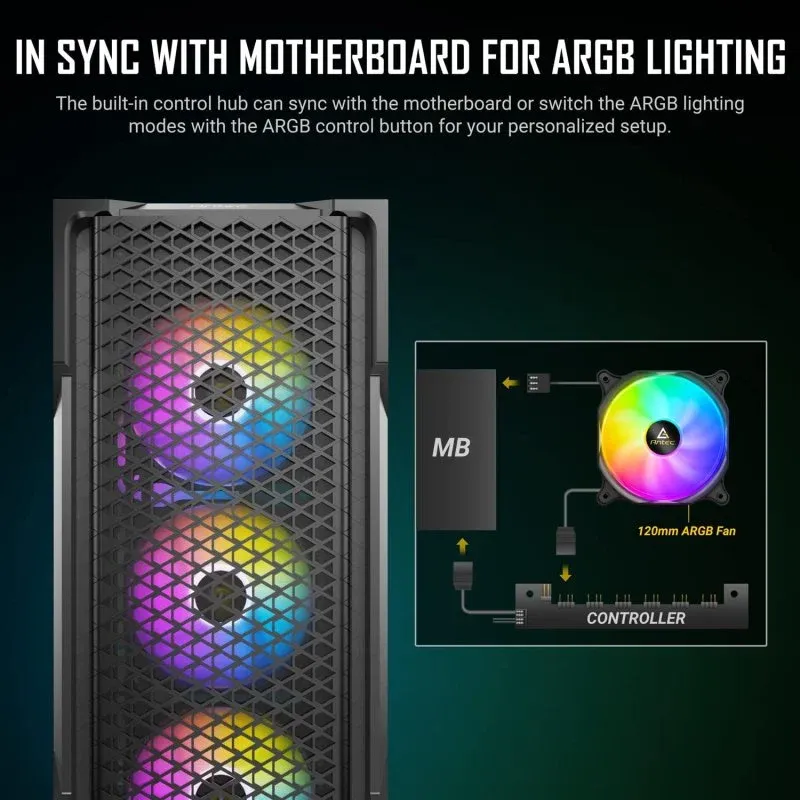 IN SYNC WITH MOTHERBOARD FOR ARGB LIGHTING
The built-in control hub can sync with the motherboard or switch the ARGB lighting
modes with the ARGB control button for your personalized setup.
MB
Antec
120mm ARGB Fan
CONTROLLER